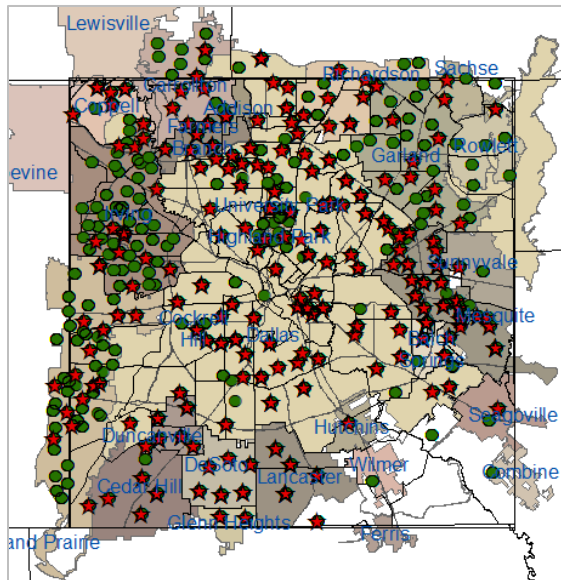 Lewisville
Sachse
Richardson
Carrollton
Coppell
Addison
Farmers
Branch
Rowlett
Garland
evine
Irving
University Park
Highland Park
Sunnyvale
Mesquite
Cockrell
Hill
Dallas
Balch
Springs
Seagoville
Hutchins
Duncanville
DeSoto
Wilmer
Combine
Lancaster
Cedar Hill
Glenn Heights
Ferris
and Prairie